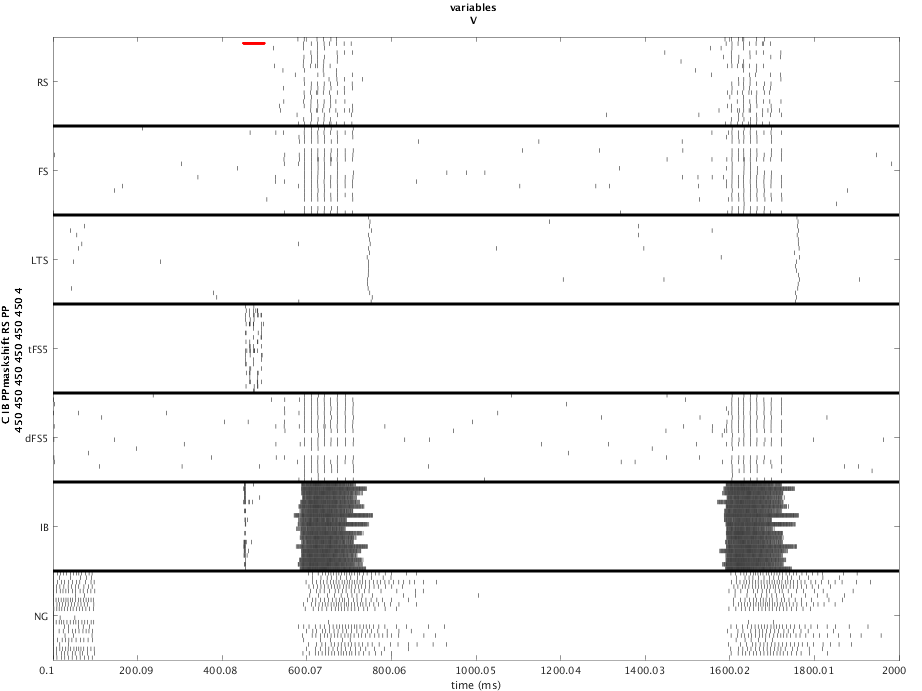 variables
V
RS
FS
LTS
tFS5
dFS5
IB
NG
C IB PPmaskshift RS PP
450 450 450 450 450 450 4
0.1
200.09
400.08
600.07
800.06
1000.05
1200.04
1400.03
1600.02
1800.01
2000
time (ms)